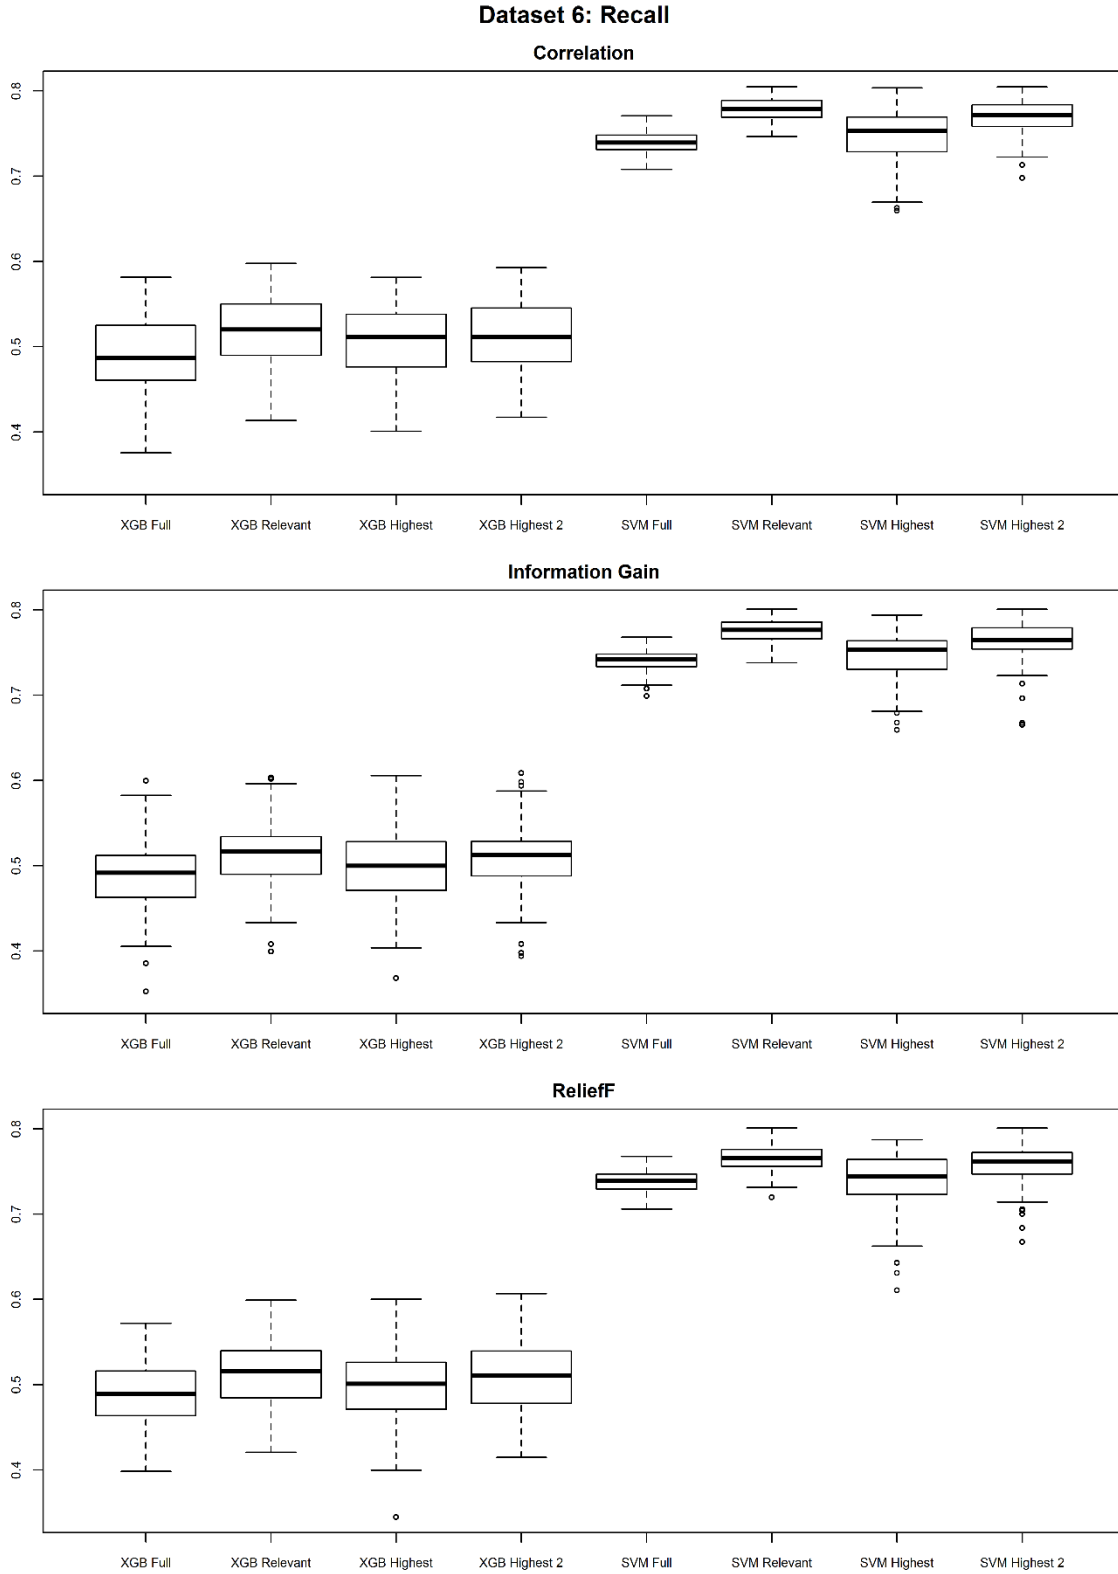 Dataset 6: Recall
Correlation
0.8
0.7
0.6
0.5
0.4
XGB Full XGB Relevant XGB Highest XGB Highest 2 SVM Full SVM Relevant SVM Highest SVM Highest 2
Information Gain
0.8
0.7
0.6
0.5
0.4
XGB Full XGB Relevant XGB Highest XGB Highest 2 SVM Full SVM Relevant SVM Highest SVM Highest 2
ReliefF
0.8
0.7
0.6
0.5
0.4
XGB Full XGB Relevant XGB Highest XGB Highest 2 SVM Full SVM Relevant SVM Highest SVM Highest 2